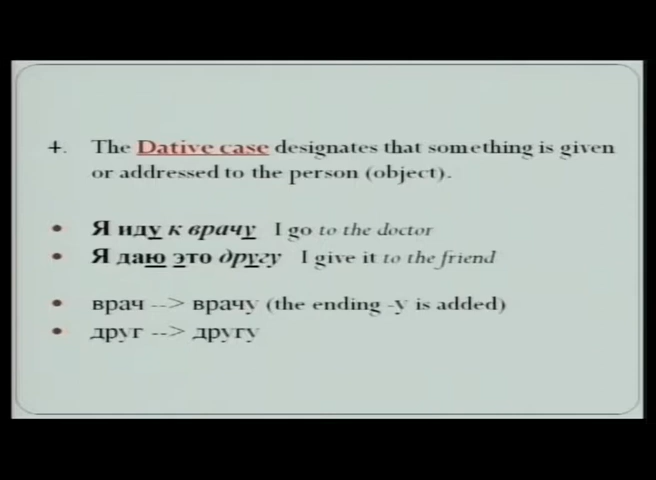 4. The Dative case designates that something is given
or addressed to the person (object).
• Я иду к врачу I go to the doctor
• Я даю это другу I give it to the friend
• врач --> врачу (the ending -у is added)
• друг --> другу